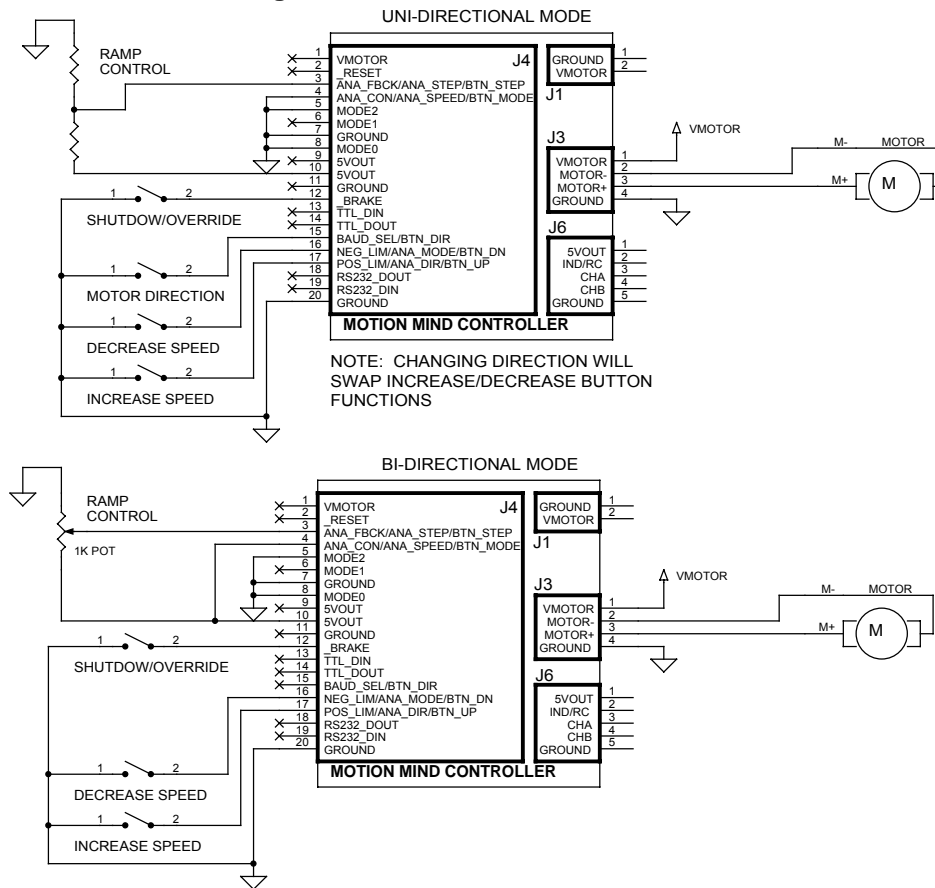 UNI-DIRECTIONAL MODE
RAMP
CONTROL
1 VMOTOR
2 _RESET
3 ANA_FBCK/ANA_STEP/BTN_STEP
4 ANA_CON/ANA_SPEED/BTN_MODE
5 MODE2
6 MODE1
7 GROUND
8 MODE0
9 5VOUT
10 5VOUT
11 GROUND
12 _BRAKE
13 TTL_DIN
14 TTL_DOUT
15 BAUD_SEL/BTN_DIR
16 NEG_LIM/ANA_MODE/BTN_DN
17 POS_LIM/ANA_DIR/BTN_UP
18 RS232_DOUT
19 RS232_DIN
20 GROUND
J4
GROUND 1
VMOTOR 2
J1
J3
VMOTOR 1
MOTOR- 2
MOTOR+ 3
GROUND 4
VMOTOR
M- MOTOR
M+ M
J6
5VOUT 1
IND/RC 2
CHA 3
CHB 4
GROUND 5
1 2
SHUTDOW/OVERRIDE
1 2
MOTOR DIRECTION
1 2
DECREASE SPEED
1 2
INCREASE SPEED
MOTION MIND CONTROLLER
NOTE: CHANGING DIRECTION WILL
SWAP INCREASE/DECREASE BUTTON
FUNCTIONS
BI-DIRECTIONAL MODE
RAMP
CONTROL
1K POT
1 VMOTOR
2 _RESET
3 ANA_FBCK/ANA_STEP/BTN_STEP
4 ANA_CON/ANA_SPEED/BTN_MODE
5 MODE2
6 MODE1
7 GROUND
8 MODE0
9 5VOUT
10 5VOUT
11 GROUND
12 _BRAKE
13 TTL_DIN
14 TTL_DOUT
15 BAUD_SEL/BTN_DIR
16 NEG_LIM/ANA_MODE/BTN_DN
17 POS_LIM/ANA_DIR/BTN_UP
18 RS232_DOUT
19 RS232_DIN
20 GROUND
J4
GROUND 1
VMOTOR 2
J1
J3
VMOTOR 1
MOTOR- 2
MOTOR+ 3
GROUND 4
VMOTOR
M- MOTOR
M+ M
J6
5VOUT 1
IND/RC 2
CHA 3
CHB 4
GROUND 5
1 2
SHUTDOW/OVERRIDE
1 2
DECREASE SPEED
1 2
INCREASE SPEED
MOTION MIND CONTROLLER